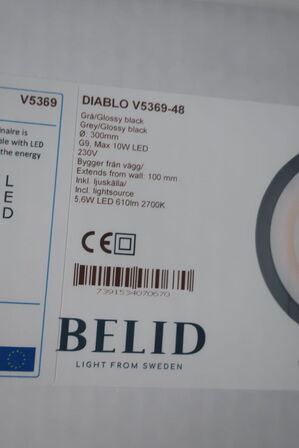 V5369
naire is
ble with LED
the energy
L
E
D
DIABLO V5369-48
Grå/Glossy black
Grey/Glossy black
Ø: 300mm
G9, Max 10W LED
230V
Bygger från vägg/
Extends from wall: 100 mm
Inkl. ljuskälla/
Incl. lightsource
5,6W LED 610lm 2700K
CE
7391534070670
BELID
LIGHT FROM SWEDEN